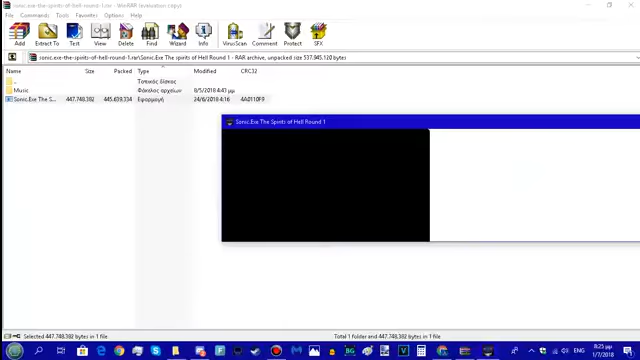 sonic.exe-the-spirits-of-hell-round-1.rar - WinRAR (evaluation copy)
File Commands Tools Favorites Options Help
Add Extract To Test View Delete Find Wizard Info VirusScan Comment Protect SFX
sonic.exe-the-spirits-of-hell-round-1.rar\Sonic.Exe The Spirits of Hell Round 1 - RAR archive, unpacked size 537.945.120 bytes
Name Size Packed Τύπος Modified CRC32
.. Τοπικός δίσκος
Music Φάκελος αρχείων 8/5/2018 4:43 μμ
Sonic.Exe The S... 447.748.382 445.639.334 Εφαρμογή 24/6/2018 4:16 4A0110F9
Sonic.Exe The Spirits of Hell Round 1
Selected 447.748.382 bytes in 1 file Total 1 folder and 447.748.382 bytes in 1 file
ENG 8:25 μμ
1/7/2018